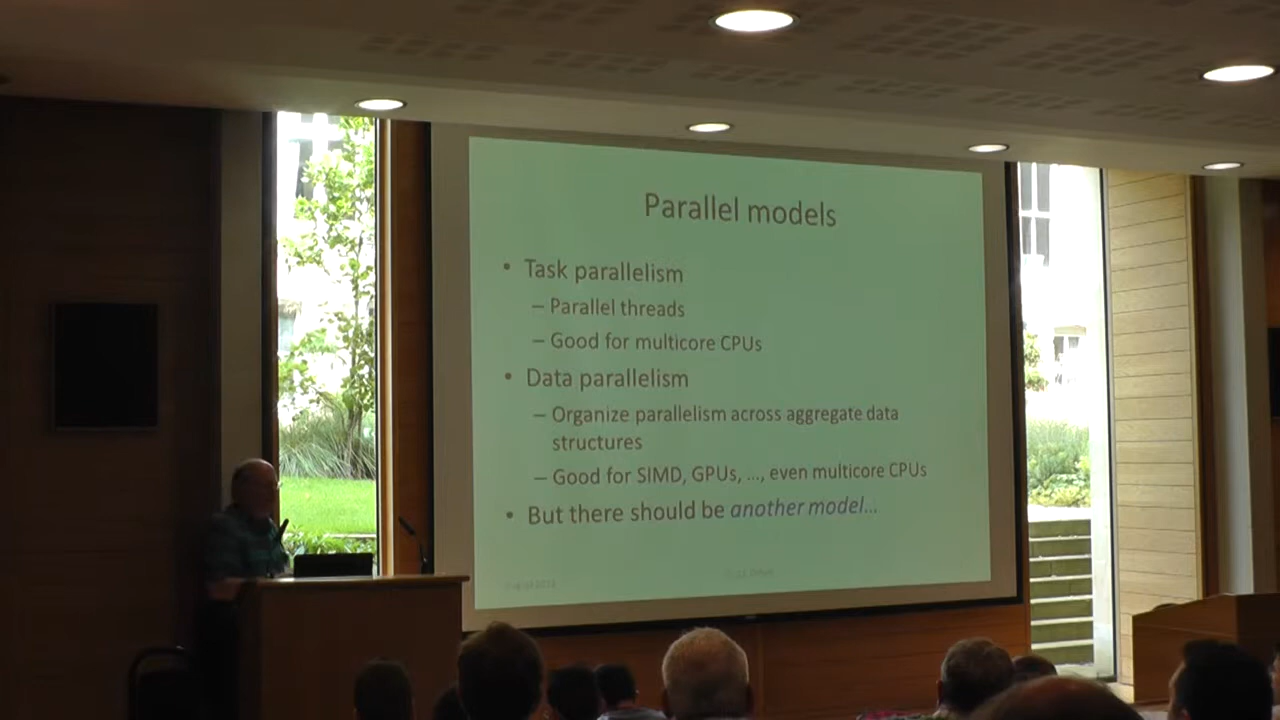 Parallel models
• Task parallelism
– Parallel threads
– Good for multicore CPUs
• Data parallelism
– Organize parallelism across aggregate data
structures
– Good for SIMD, GPUs, ..., even multicore CPUs
• But there should be another model...